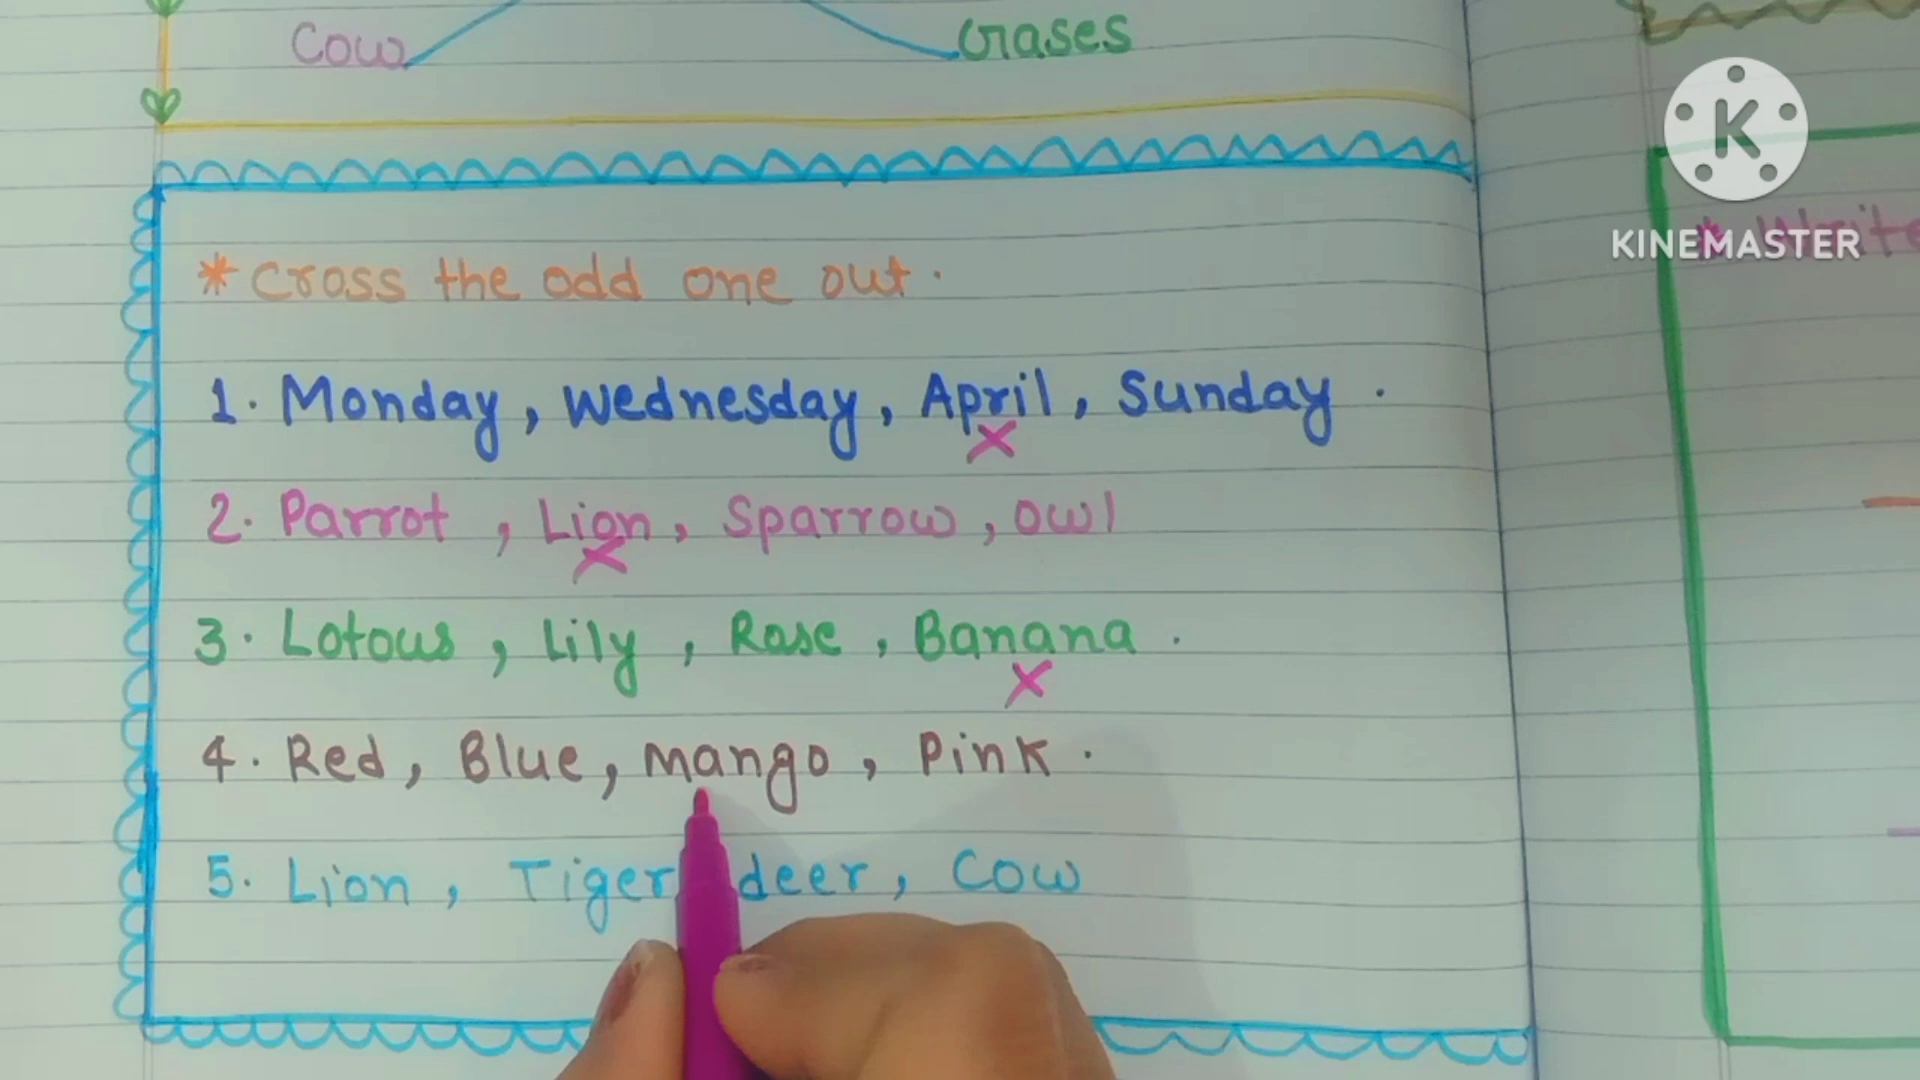 Cow Grases
* Cross the odd one out.
1. Monday, Wednesday, April, Sunday.
2. Parrot, Lion, Sparrow, Owl
3. Lotous, Lily, Rose, Banana.
4. Red, Blue, Mango, Pink.
5. Lion, Tiger deer, Cow
K
KINEMASTER